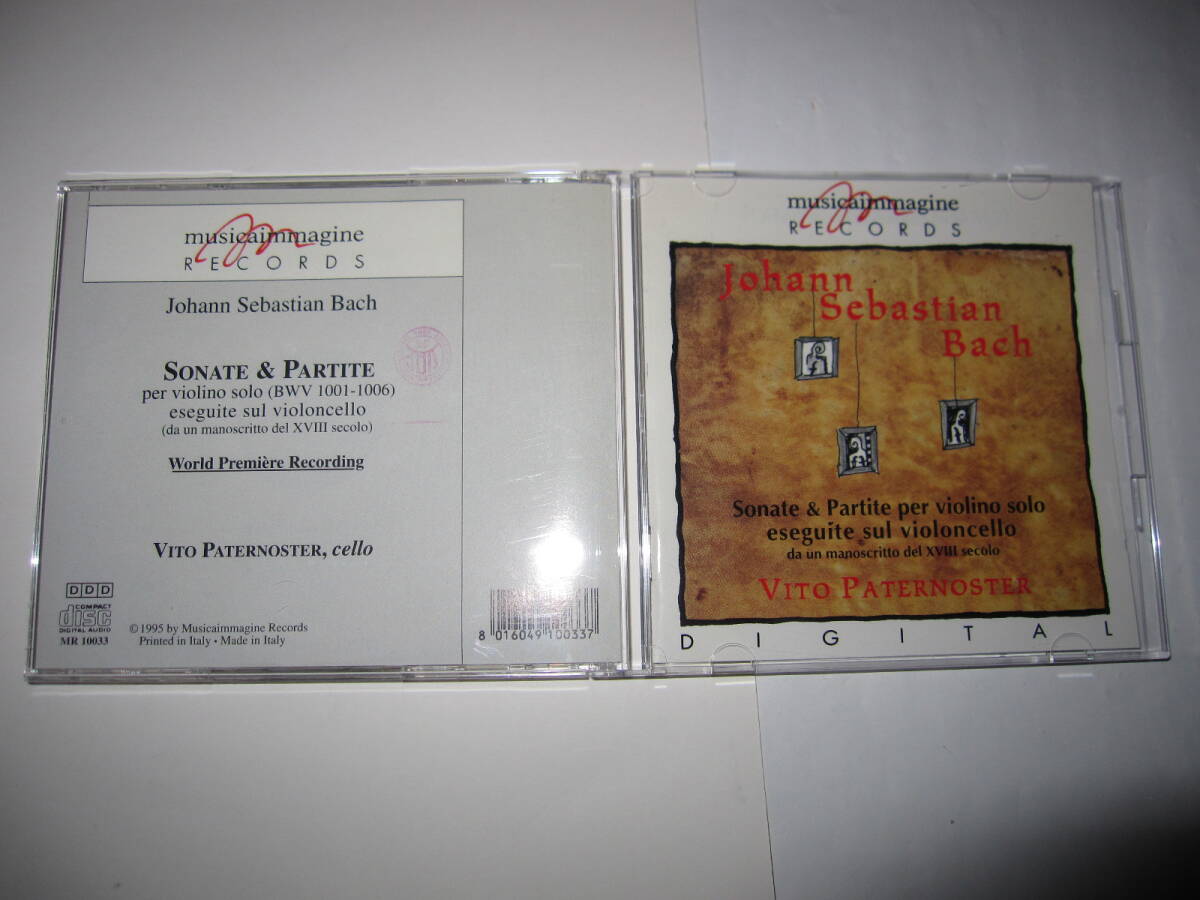 musicaimmagine
RECORDS
Johann Sebastian Bach
SONATE & PARTITE
per violino solo (BWV 1001-1006)
eseguite sul violoncello
(da un manoscritto del XVIII secolo)
World Première Recording
VITO PATERNOSTER, cello
DDD
COMPACT
disc
DIGITAL AUDIO
MR 10033
© 1995 by Musicaimmagine Records
Printed in Italy • Made in Italy
8 016049 100337
musicaimmagine
RECORDS
Johann
Sebastian
Bach
Sonate & Partite per violino solo
eseguite sul violoncello
da un manoscritto del XVIII secolo
VITO PATERNOSTER
DIGITAL